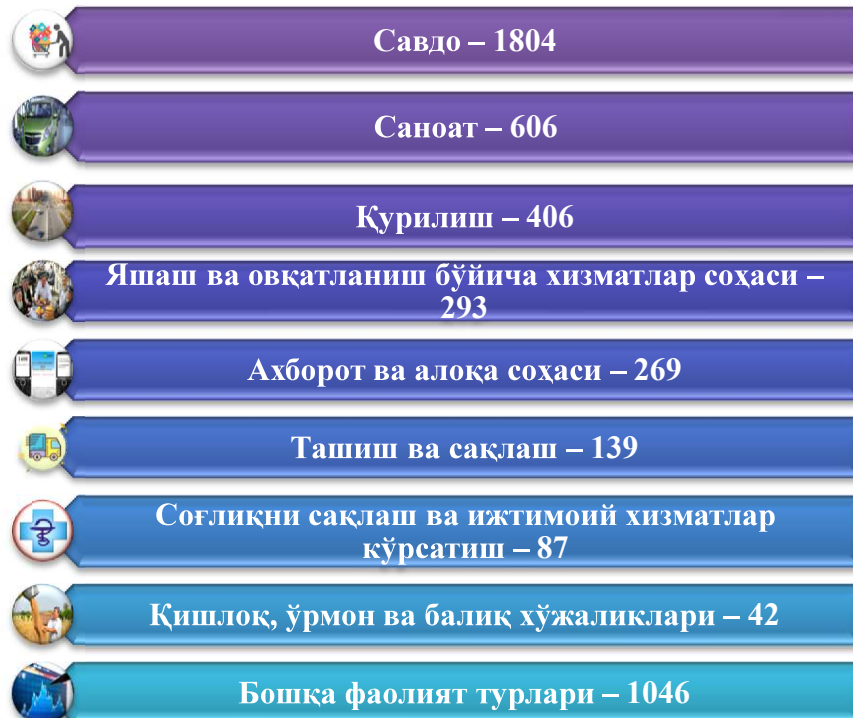 Савдо – 1804
Саноат – 606
Қурилиш – 406
Яшаш ва овқатланиш бўйича хизматлар соҳаси –
293
Ахборот ва алоқа соҳаси – 269
Ташиш ва сақлаш – 139
Соғлиқни сақлаш ва ижтимоий хизматлар
кўрсатиш – 87
Қишлоқ, ўрмон ва балиқ хўжаликлари – 42
Бошқа фаолият турлари – 1046